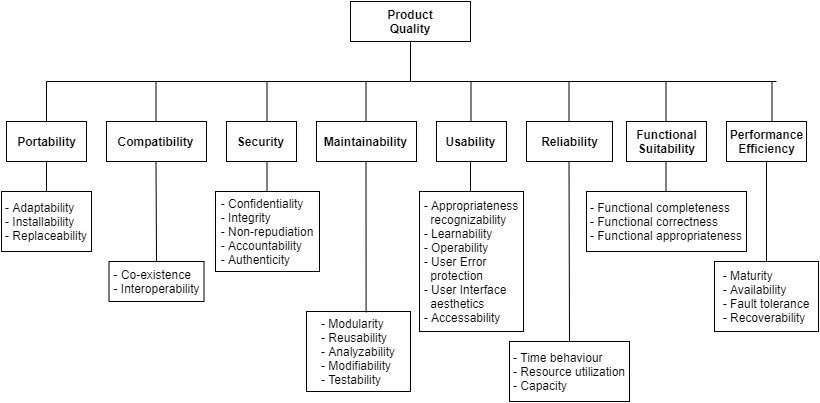 Product
Quality
Portability
Compatibility
Security
Maintainability
Usability
Reliability
Functional
Suitability
Performance
Efficiency
- Adaptability
- Installability
- Replaceability
- Co-existence
- Interoperability
- Confidentiality
- Integrity
- Non-repudiation
- Accountability
- Authenticity
- Modularity
- Reusability
- Analyzability
- Modifiability
- Testability
- Appropriateness
recognizability
- Learnability
- Operability
- User Error
protection
- User Interface
aesthetics
- Accessability
- Time behaviour
- Resource utilization
- Capacity
- Functional completeness
- Functional correctness
- Functional appropriateness
- Maturity
- Availability
- Fault tolerance
- Recoverability